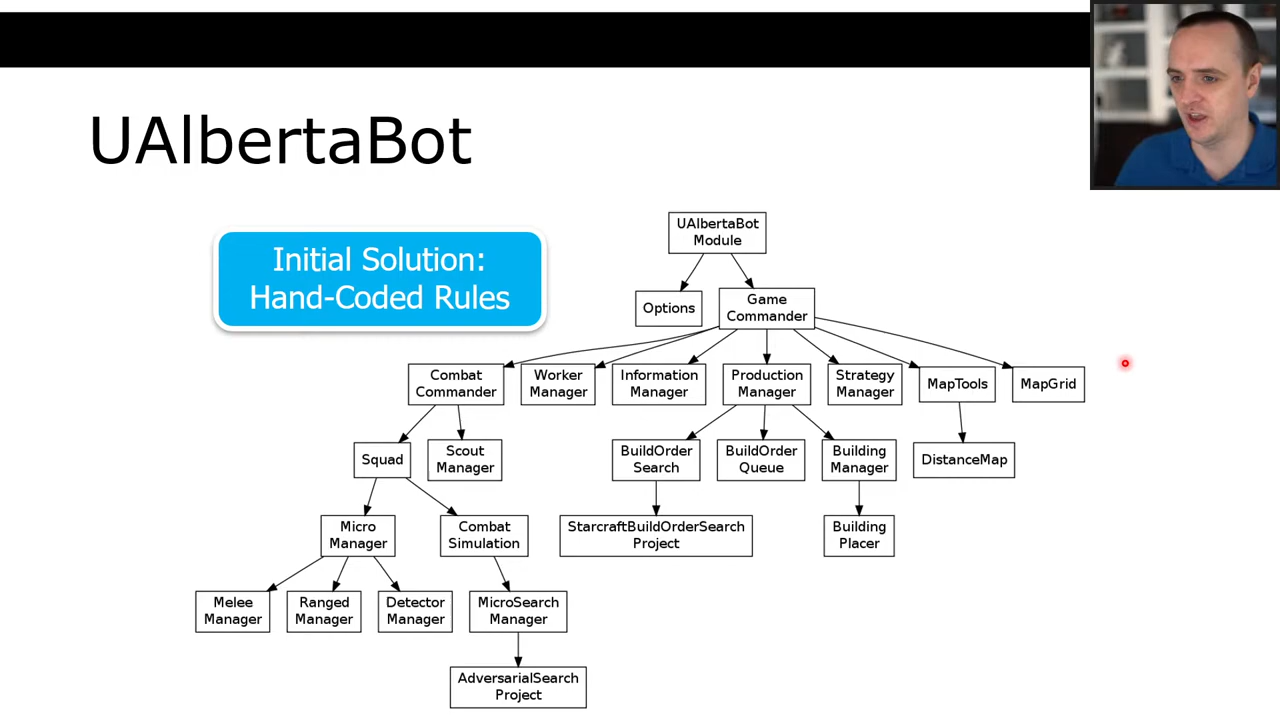 UAlbertaBot
Initial Solution:
Hand-Coded Rules
UAlbertaBot
Module
Options
Game
Commander
Combat
Commander
Worker
Manager
Information
Manager
Production
Manager
Strategy
Manager
MapTools
MapGrid
Squad
Scout
Manager
BuildOrder
Search
BuildOrder
Queue
Building
Manager
DistanceMap
Micro
Manager
Combat
Simulation
StarcraftBuildOrderSearch
Project
Building
Placer
Melee
Manager
Ranged
Manager
Detector
Manager
MicroSearch
Manager
AdversarialSearch
Project